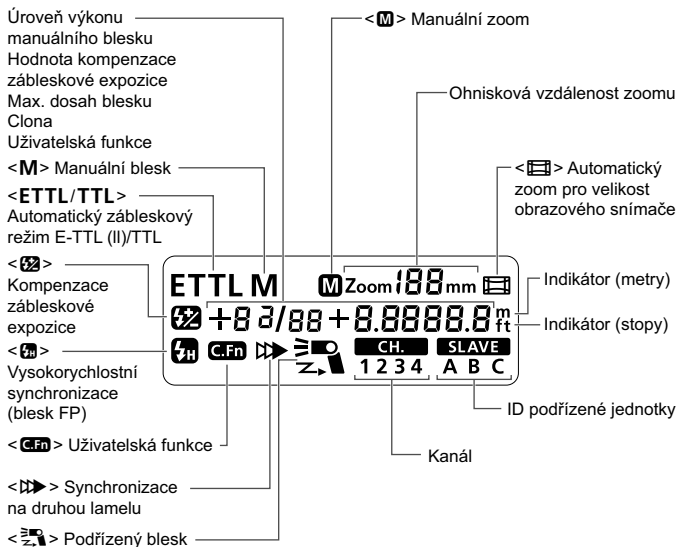 Úroveň výkonu
manuálního blesku
Hodnota kompenzace
zábleskové expozice
Max. dosah blesku
Clona
Uživatelská funkce
<M> Manuální blesk
<ETTL/TTL>
Automatický zábleskový
režim E-TTL (II)/TTL
< >
Kompenzace
zábleskové
expozice
<H>
Vysokorychlostní
synchronizace
(blesk FP)
<C.Fn> Uživatelská funkce
< > Synchronizace
na druhou lamelu
< > Podřízený blesk
<M> Manuální zoom
Ohnisková vzdálenost zoomu
< > Automatický
zoom pro velikost
obrazového snímače
Indikátor (metry)
Indikátor (stopy)
ID podřízené jednotky
Kanál
ETTL M M Zoom 188 mm
+8 8/88 +8.8888.8 m ft
H C.Fn CH. SLAVE
1 2 3 4 A B C